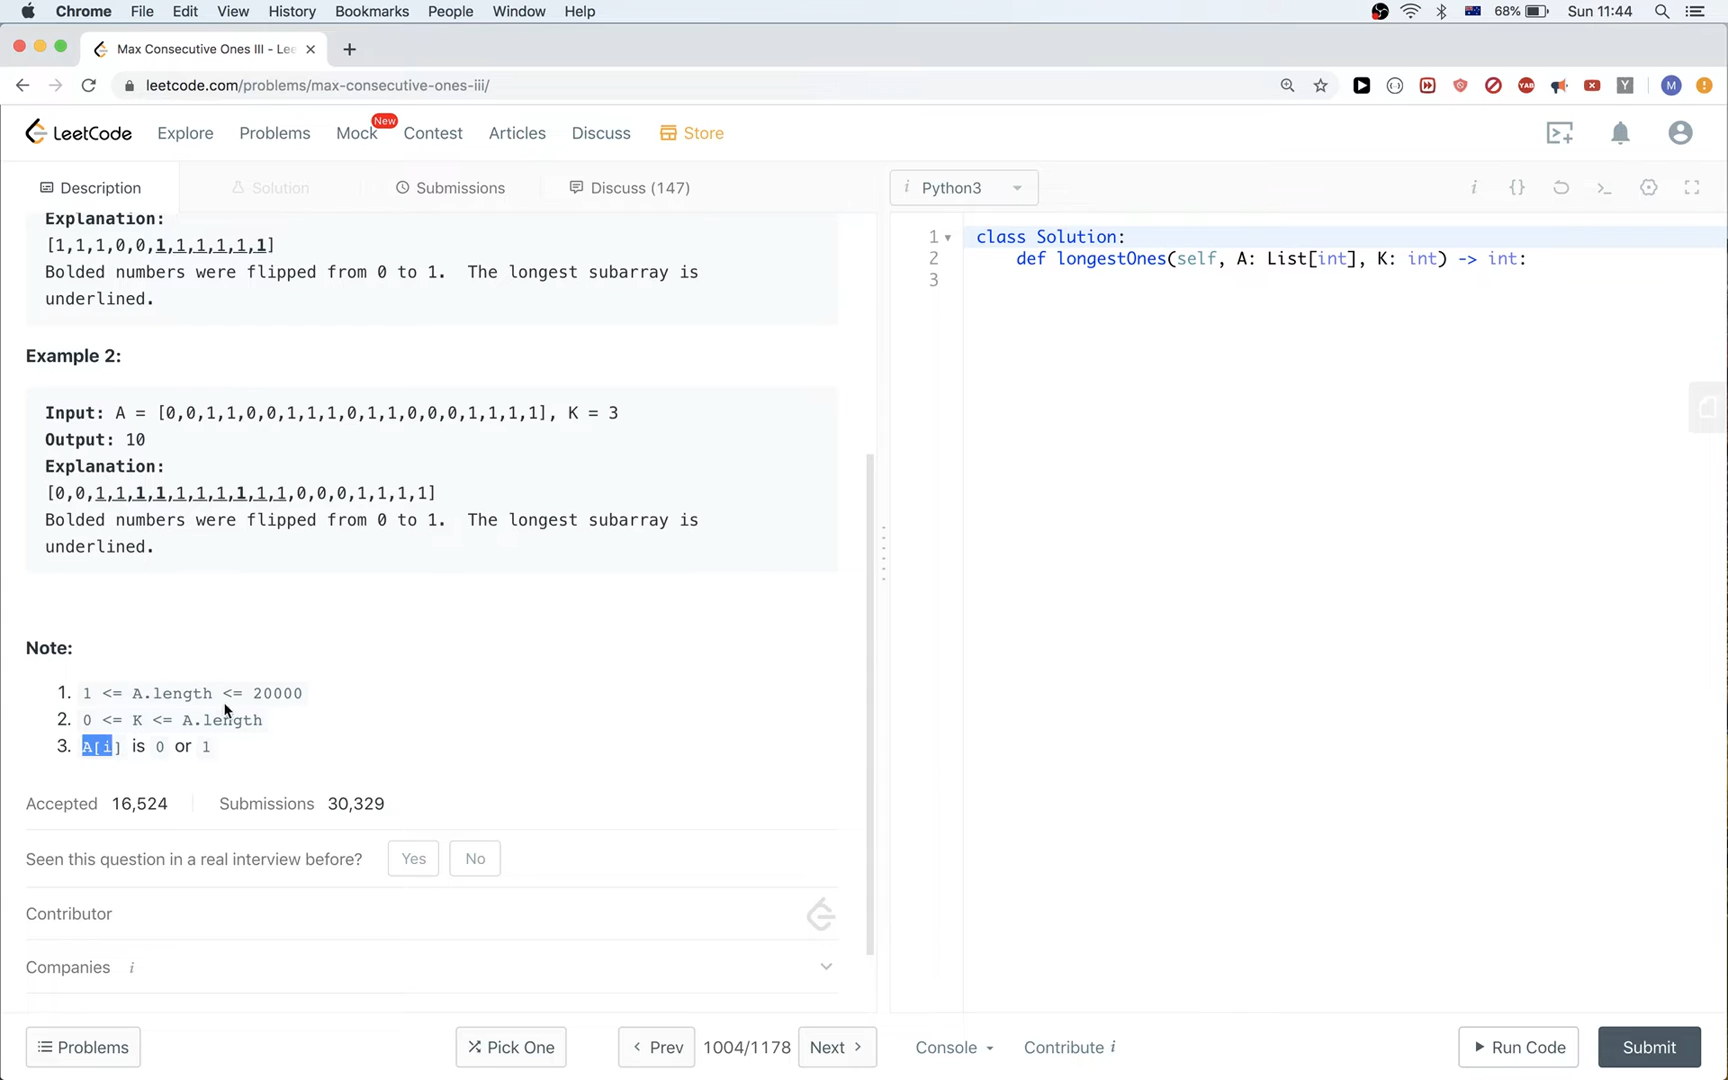 Chrome File Edit View History Bookmarks People Window Help 68% Sun 11:44
Max Consecutive Ones III - Lee
leetcode.com/problems/max-consecutive-ones-iii/
YAB Y M
LeetCode Explore Problems Mock New Contest Articles Discuss Store
Description Solution Submissions Discuss (147) i Python3 i {}
Explanation:
[1,1,1,0,0,1,1,1,1,1,1]
Bolded numbers were flipped from 0 to 1. The longest subarray is
underlined.
Example 2:
Input: A = [0,0,1,1,0,0,1,1,1,0,1,1,0,0,0,1,1,1,1], K = 3
Output: 10
Explanation:
[0,0,1,1,1,1,1,1,1,1,1,1,0,0,0,1,1,1,1]
Bolded numbers were flipped from 0 to 1. The longest subarray is
underlined.
Note:
1. 1 <= A.length <= 20000
2. 0 <= K <= A.length
3. A[i] is 0 or 1
Accepted 16,524 Submissions 30,329
Seen this question in a real interview before? Yes No
Contributor
Companies i
1 class Solution:
2 def longestOnes(self, A: List[int], K: int) -> int:
3
Problems Pick One Prev 1004/1178 Next Console Contribute i Run Code Submit